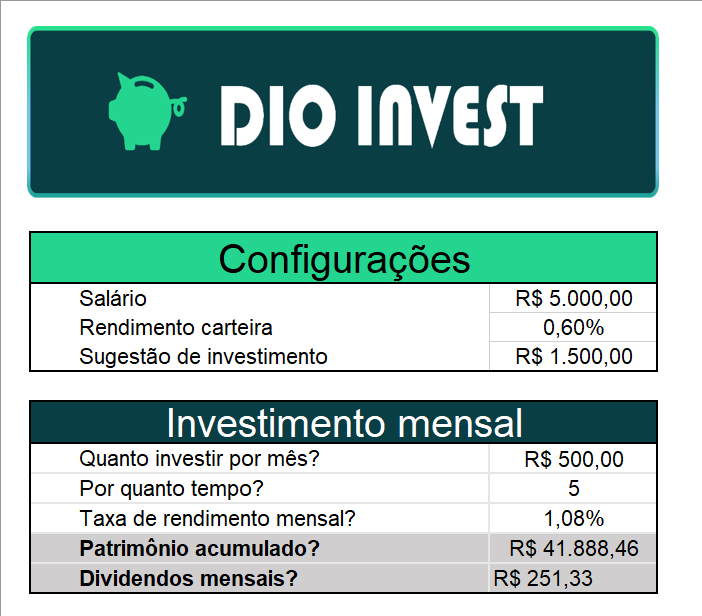 DIO INVEST
Configurações
Salário R$ 5.000,00
Rendimento carteira 0,60%
Sugestão de investimento R$ 1.500,00
Investimento mensal
Quanto investir por mês? R$ 500,00
Por quanto tempo? 5
Taxa de rendimento mensal? 1,08%
Patrimônio acumulado? R$ 41.888,46
Dividendos mensais? R$ 251,33